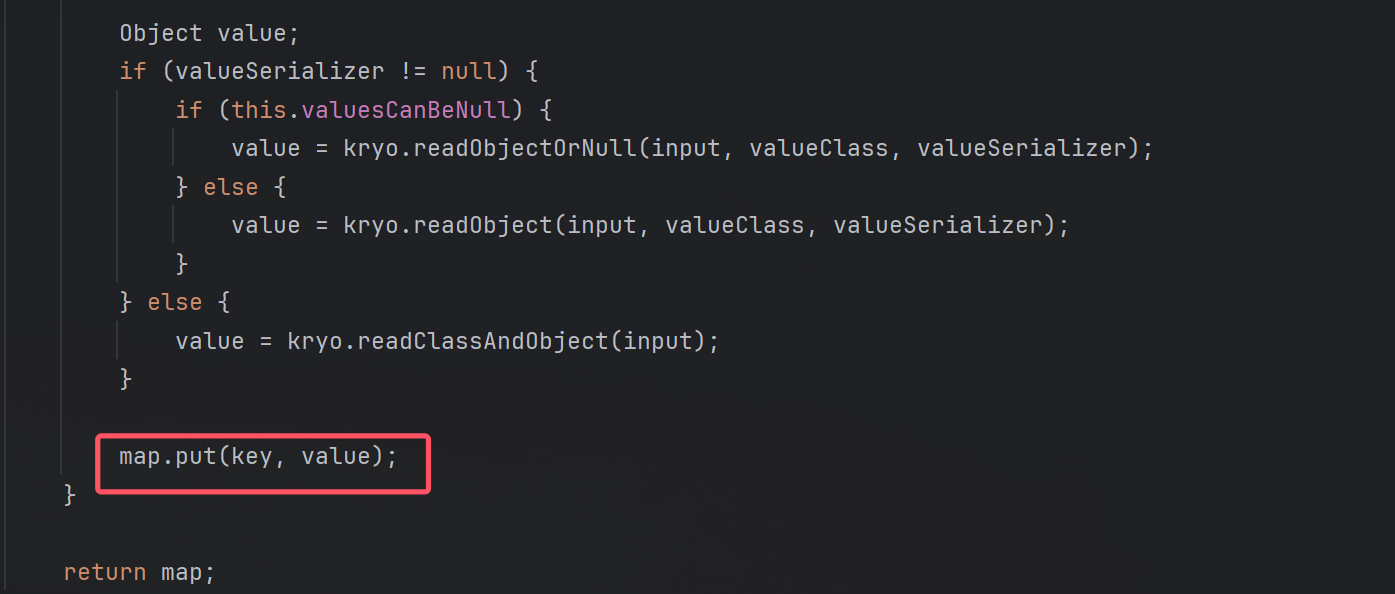 Object value;
if (valueSerializer != null) {
if (this.valuesCanBeNull) {
value = kryo.readObjectOrNull(input, valueClass, valueSerializer);
} else {
value = kryo.readObject(input, valueClass, valueSerializer);
}
} else {
value = kryo.readClassAndObject(input);
}
map.put(key, value);
}
return map;